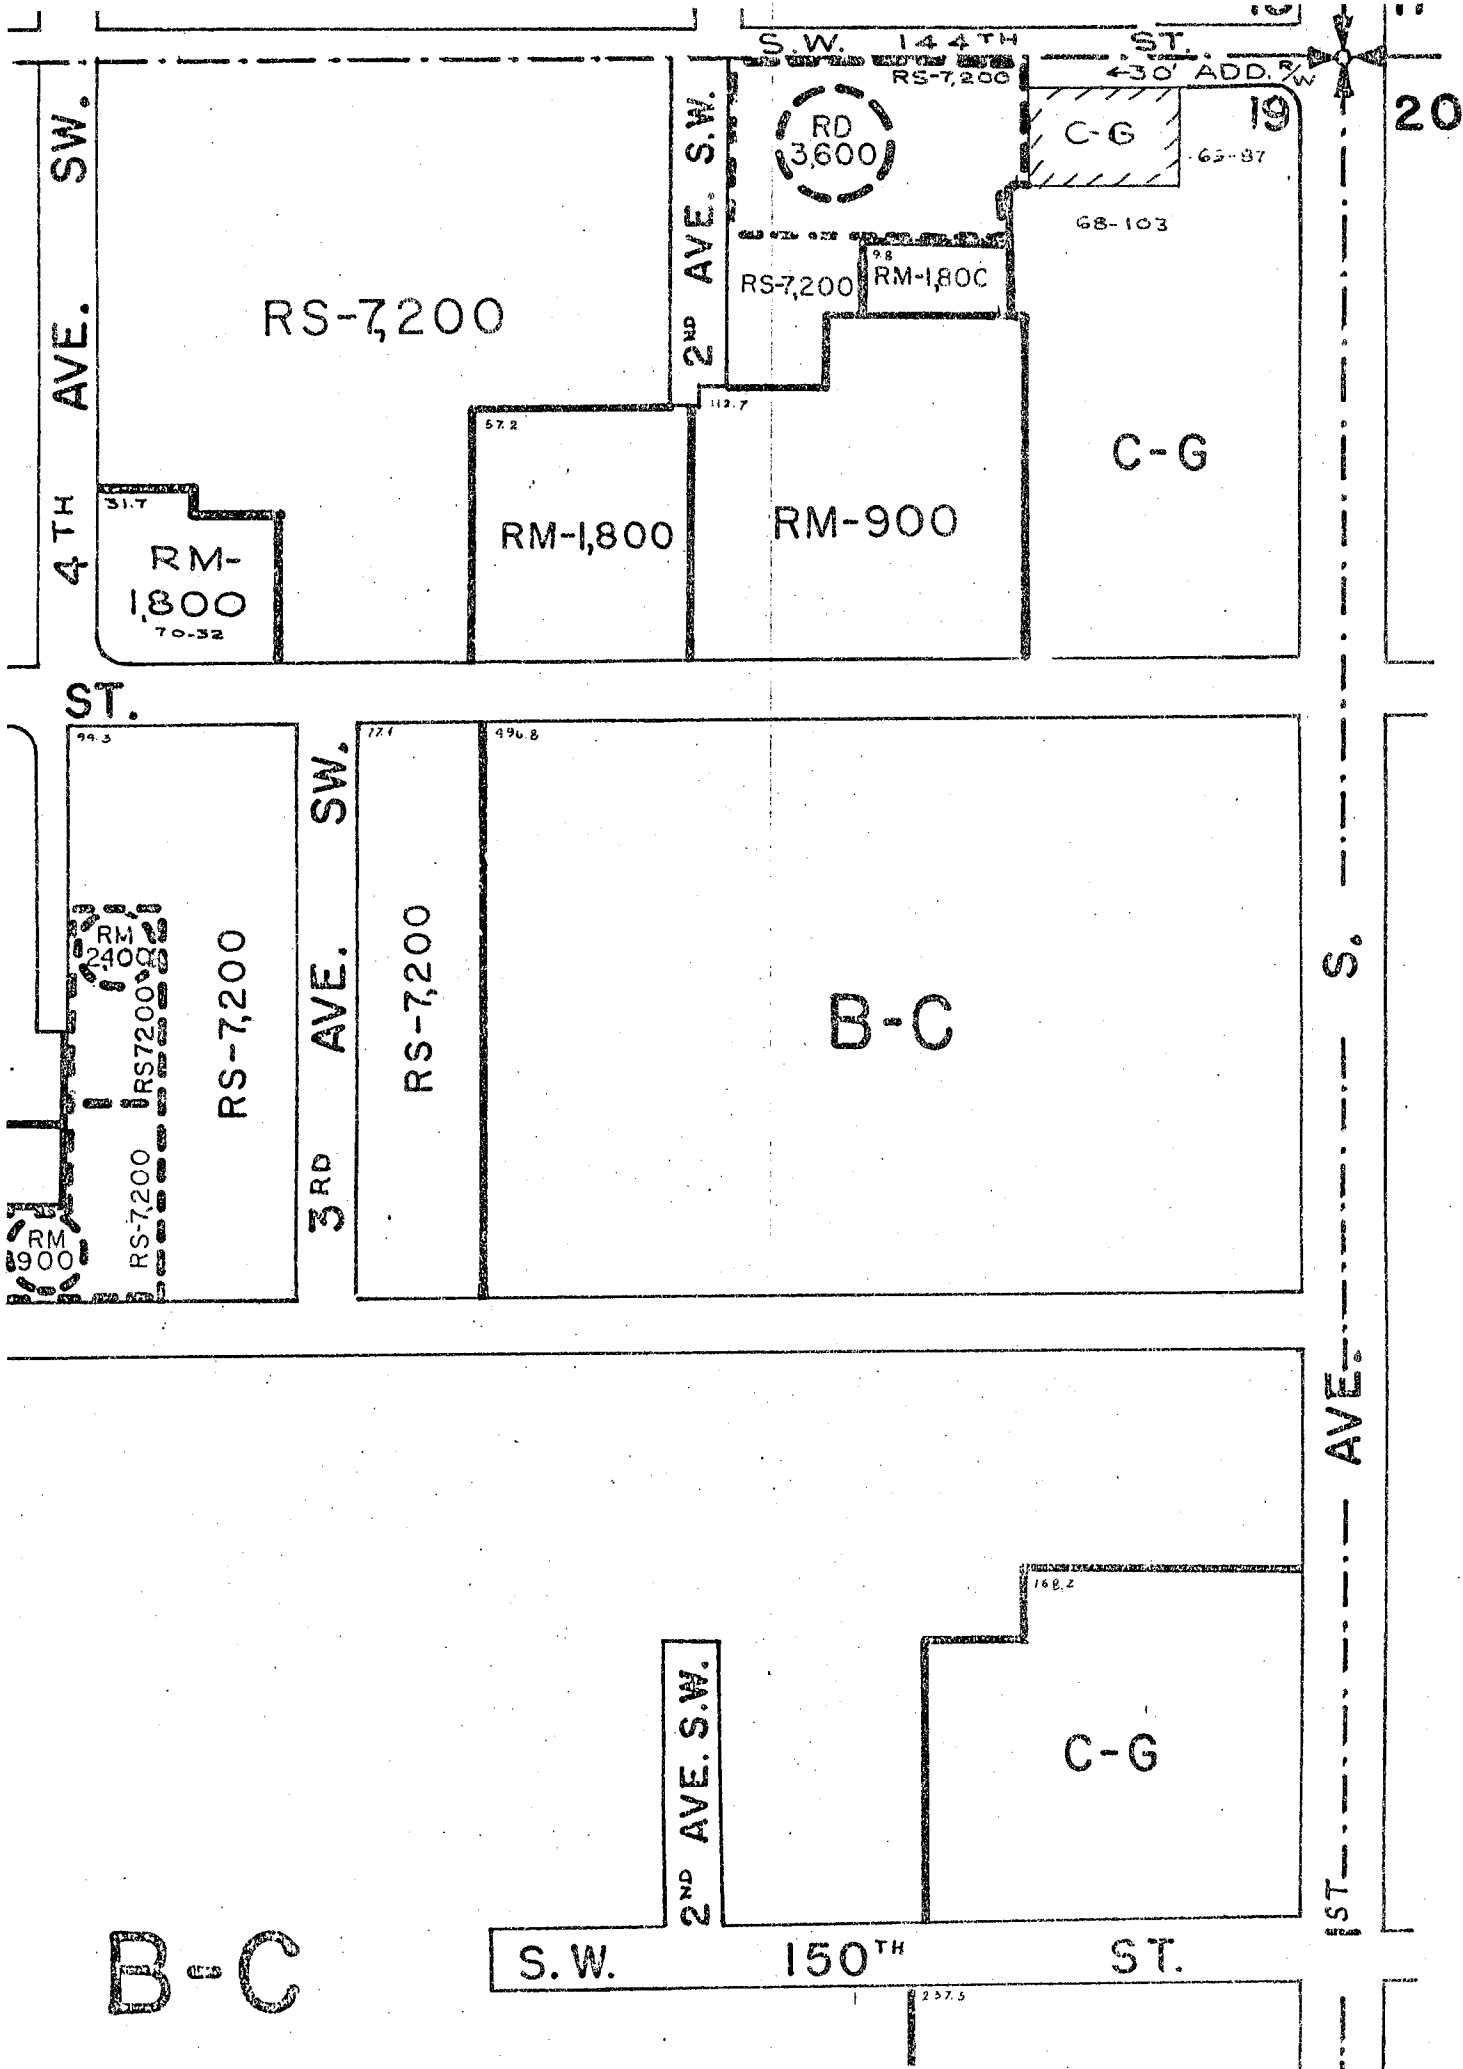 S.W. 144TH ST.
RS-7,200
←30' ADD. R/W
19
20
RD
3,600
C-G
65-87
68-103
4TH AVE. SW.
2ND AVE. S.W.
RS-7,200
RS-7,200
9.8
RM-1,800
112.7
57.2
C-G
31.7
RM-1,800
RM-900
RM-
1,800
70-32
ST.
94.3
77.1
496.8
3RD AVE. SW.
RM
2,400
RS7200
RS-7,200
RS-7,200
B-C
RS-7,200
RM
900
S.
AVE.
168.2
2ND AVE. S.W.
C-G
1ST
B-C
S.W. 150TH ST.
237.5